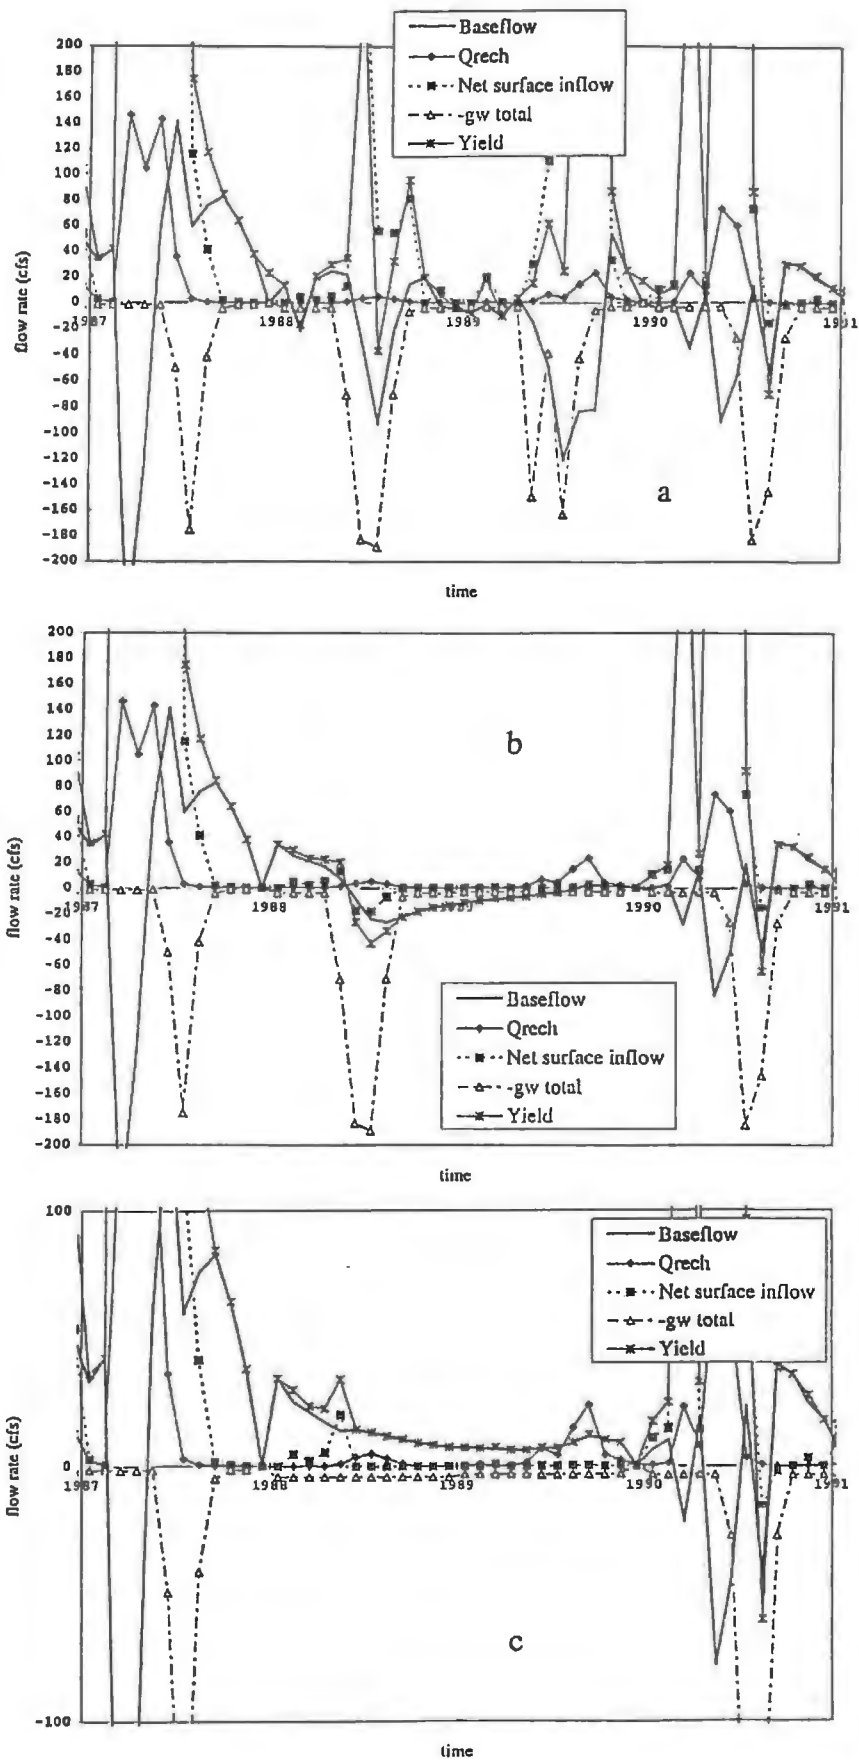 Baseflow
Qrech
Net surface inflow
-gw total
Yield
200
180
160
140
120
100
80
60
40
20
0
-20
-40
-60
-80
-100
-120
-140
-160
-180
-200
flow rate (cfs)
1987
1988
1989
1990
1991
a
time
200
180
160
140
120
100
80
60
40
20
0
-20
-40
-60
-80
-100
-120
-140
-160
-180
-200
flow rate (cfs)
1987
1988
1989
1990
1991
b
Baseflow
Qrech
Net surface inflow
-gw total
Yield
time
100
0
-100
flow rate (cfs)
Baseflow
Qrech
Net surface inflow
-gw total
Yield
1987
1988
1989
1990
1991
c
time